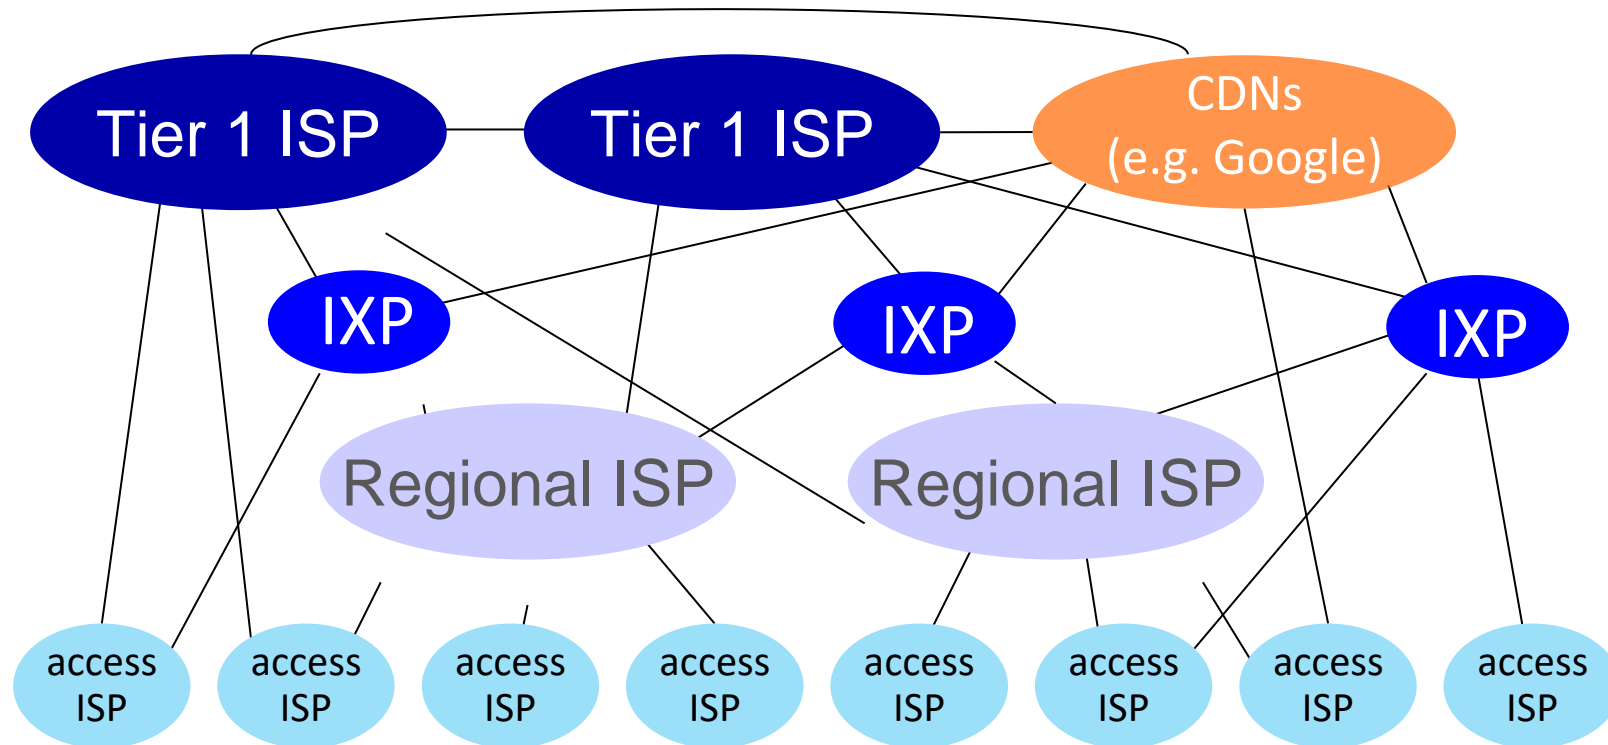 Tier 1 ISP
Tier 1 ISP
CDNs
(e.g. Google)
IXP
IXP
IXP
Regional ISP
Regional ISP
access
ISP
access
ISP
access
ISP
access
ISP
access
ISP
access
ISP
access
ISP
access
ISP